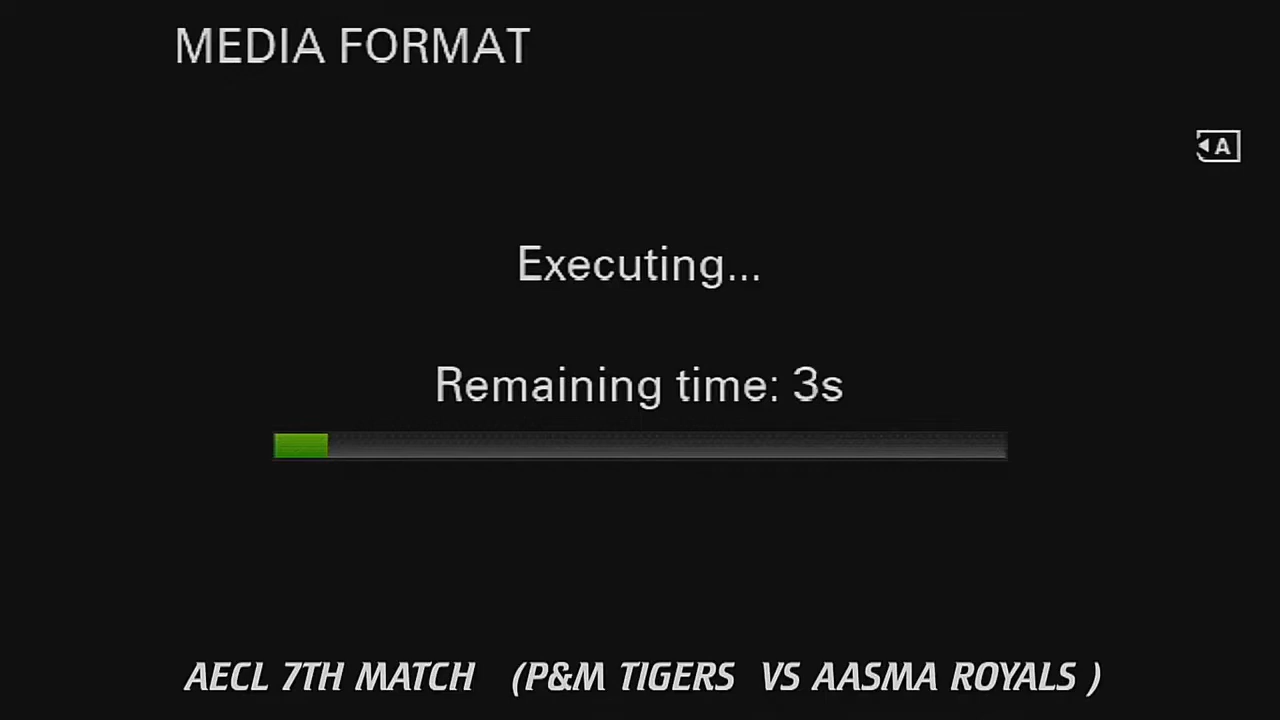 MEDIA FORMAT
A
Executing...
Remaining time: 3s
AECL 7TH MATCH (P&M TIGERS VS AASMA ROYALS )